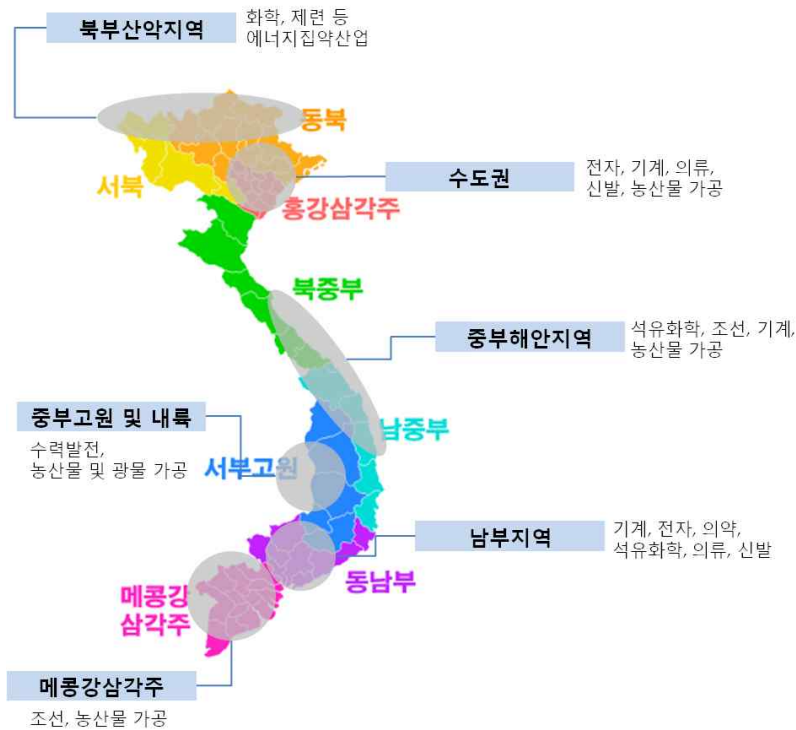 북부산악지역
화학, 제련 등
에너지집약산업
동북
서북
수도권
전자, 기계, 의류,
신발, 농산물 가공
홍강삼각주
북중부
중부해안지역
석유화학, 조선, 기계,
농산물 가공
중부고원 및 내륙
수력발전,
농산물 및 광물 가공
남중부
서부고원
남부지역
기계, 전자, 의약,
석유화학, 의류, 신발
동남부
메콩강
삼각주
메콩강삼각주
조선, 농산물 가공